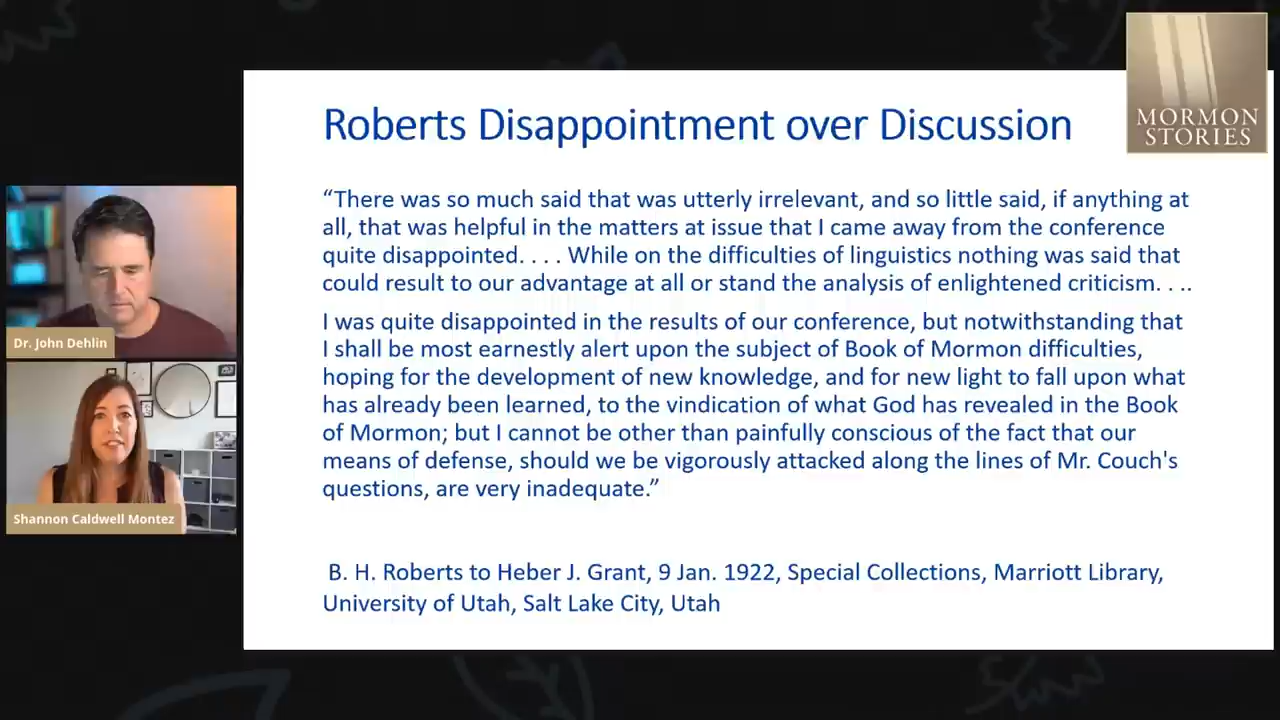 MORMON
STORIES
Roberts Disappointment over Discussion
“There was so much said that was utterly irrelevant, and so little said, if anything at
all, that was helpful in the matters at issue that I came away from the conference
quite disappointed. . . . While on the difficulties of linguistics nothing was said that
could result to our advantage at all or stand the analysis of enlightened criticism. . ..
I was quite disappointed in the results of our conference, but notwithstanding that
I shall be most earnestly alert upon the subject of Book of Mormon difficulties,
hoping for the development of new knowledge, and for new light to fall upon what
has already been learned, to the vindication of what God has revealed in the Book
of Mormon; but I cannot be other than painfully conscious of the fact that our
means of defense, should we be vigorously attacked along the lines of Mr. Couch's
questions, are very inadequate.”
B. H. Roberts to Heber J. Grant, 9 Jan. 1922, Special Collections, Marriott Library,
University of Utah, Salt Lake City, Utah
Dr. John Dehlin
Shannon Caldwell Montez